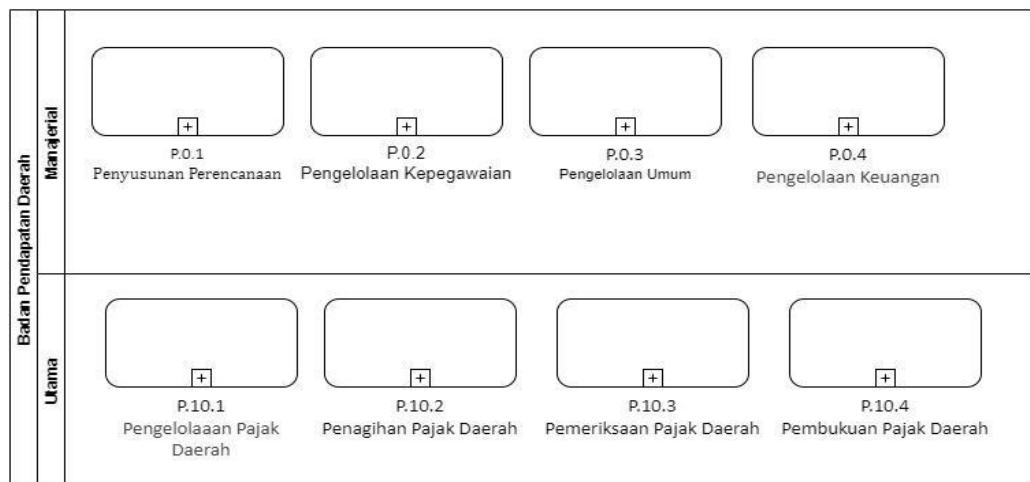 Badan Pendapatan Daerah
Manajerial
P.0.1
Penyusunan Perencanaan
P.0.2
Pengelolaan Kepegawaian
P.0.3
Pengelolaan Umum
P.0.4
Pengelolaan Keuangan
Utama
P.10.1
Pengelolaaan Pajak
Daerah
P.10.2
Penagihan Pajak Daerah
P.10.3
Pemeriksaan Pajak Daerah
P.10.4
Pembukuan Pajak Daerah